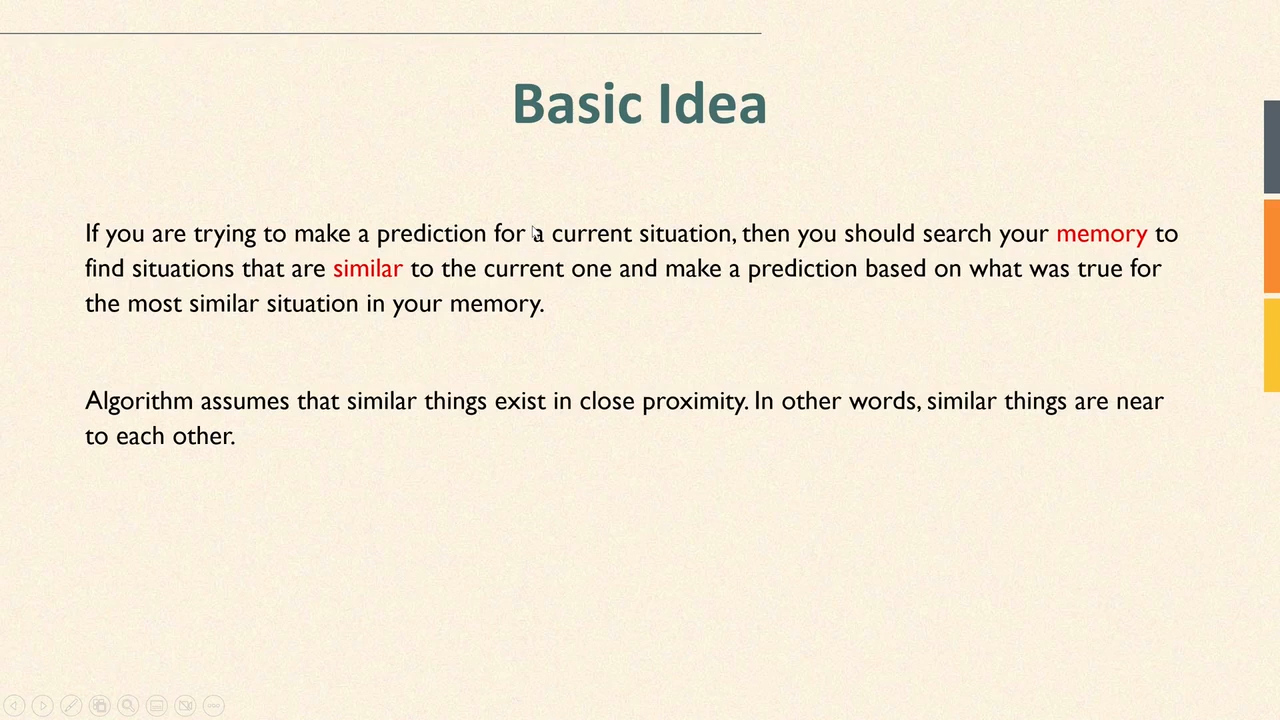 Basic Idea
If you are trying to make a prediction for a current situation, then you should search your memory to
find situations that are similar to the current one and make a prediction based on what was true for
the most similar situation in your memory.
Algorithm assumes that similar things exist in close proximity. In other words, similar things are near
to each other.